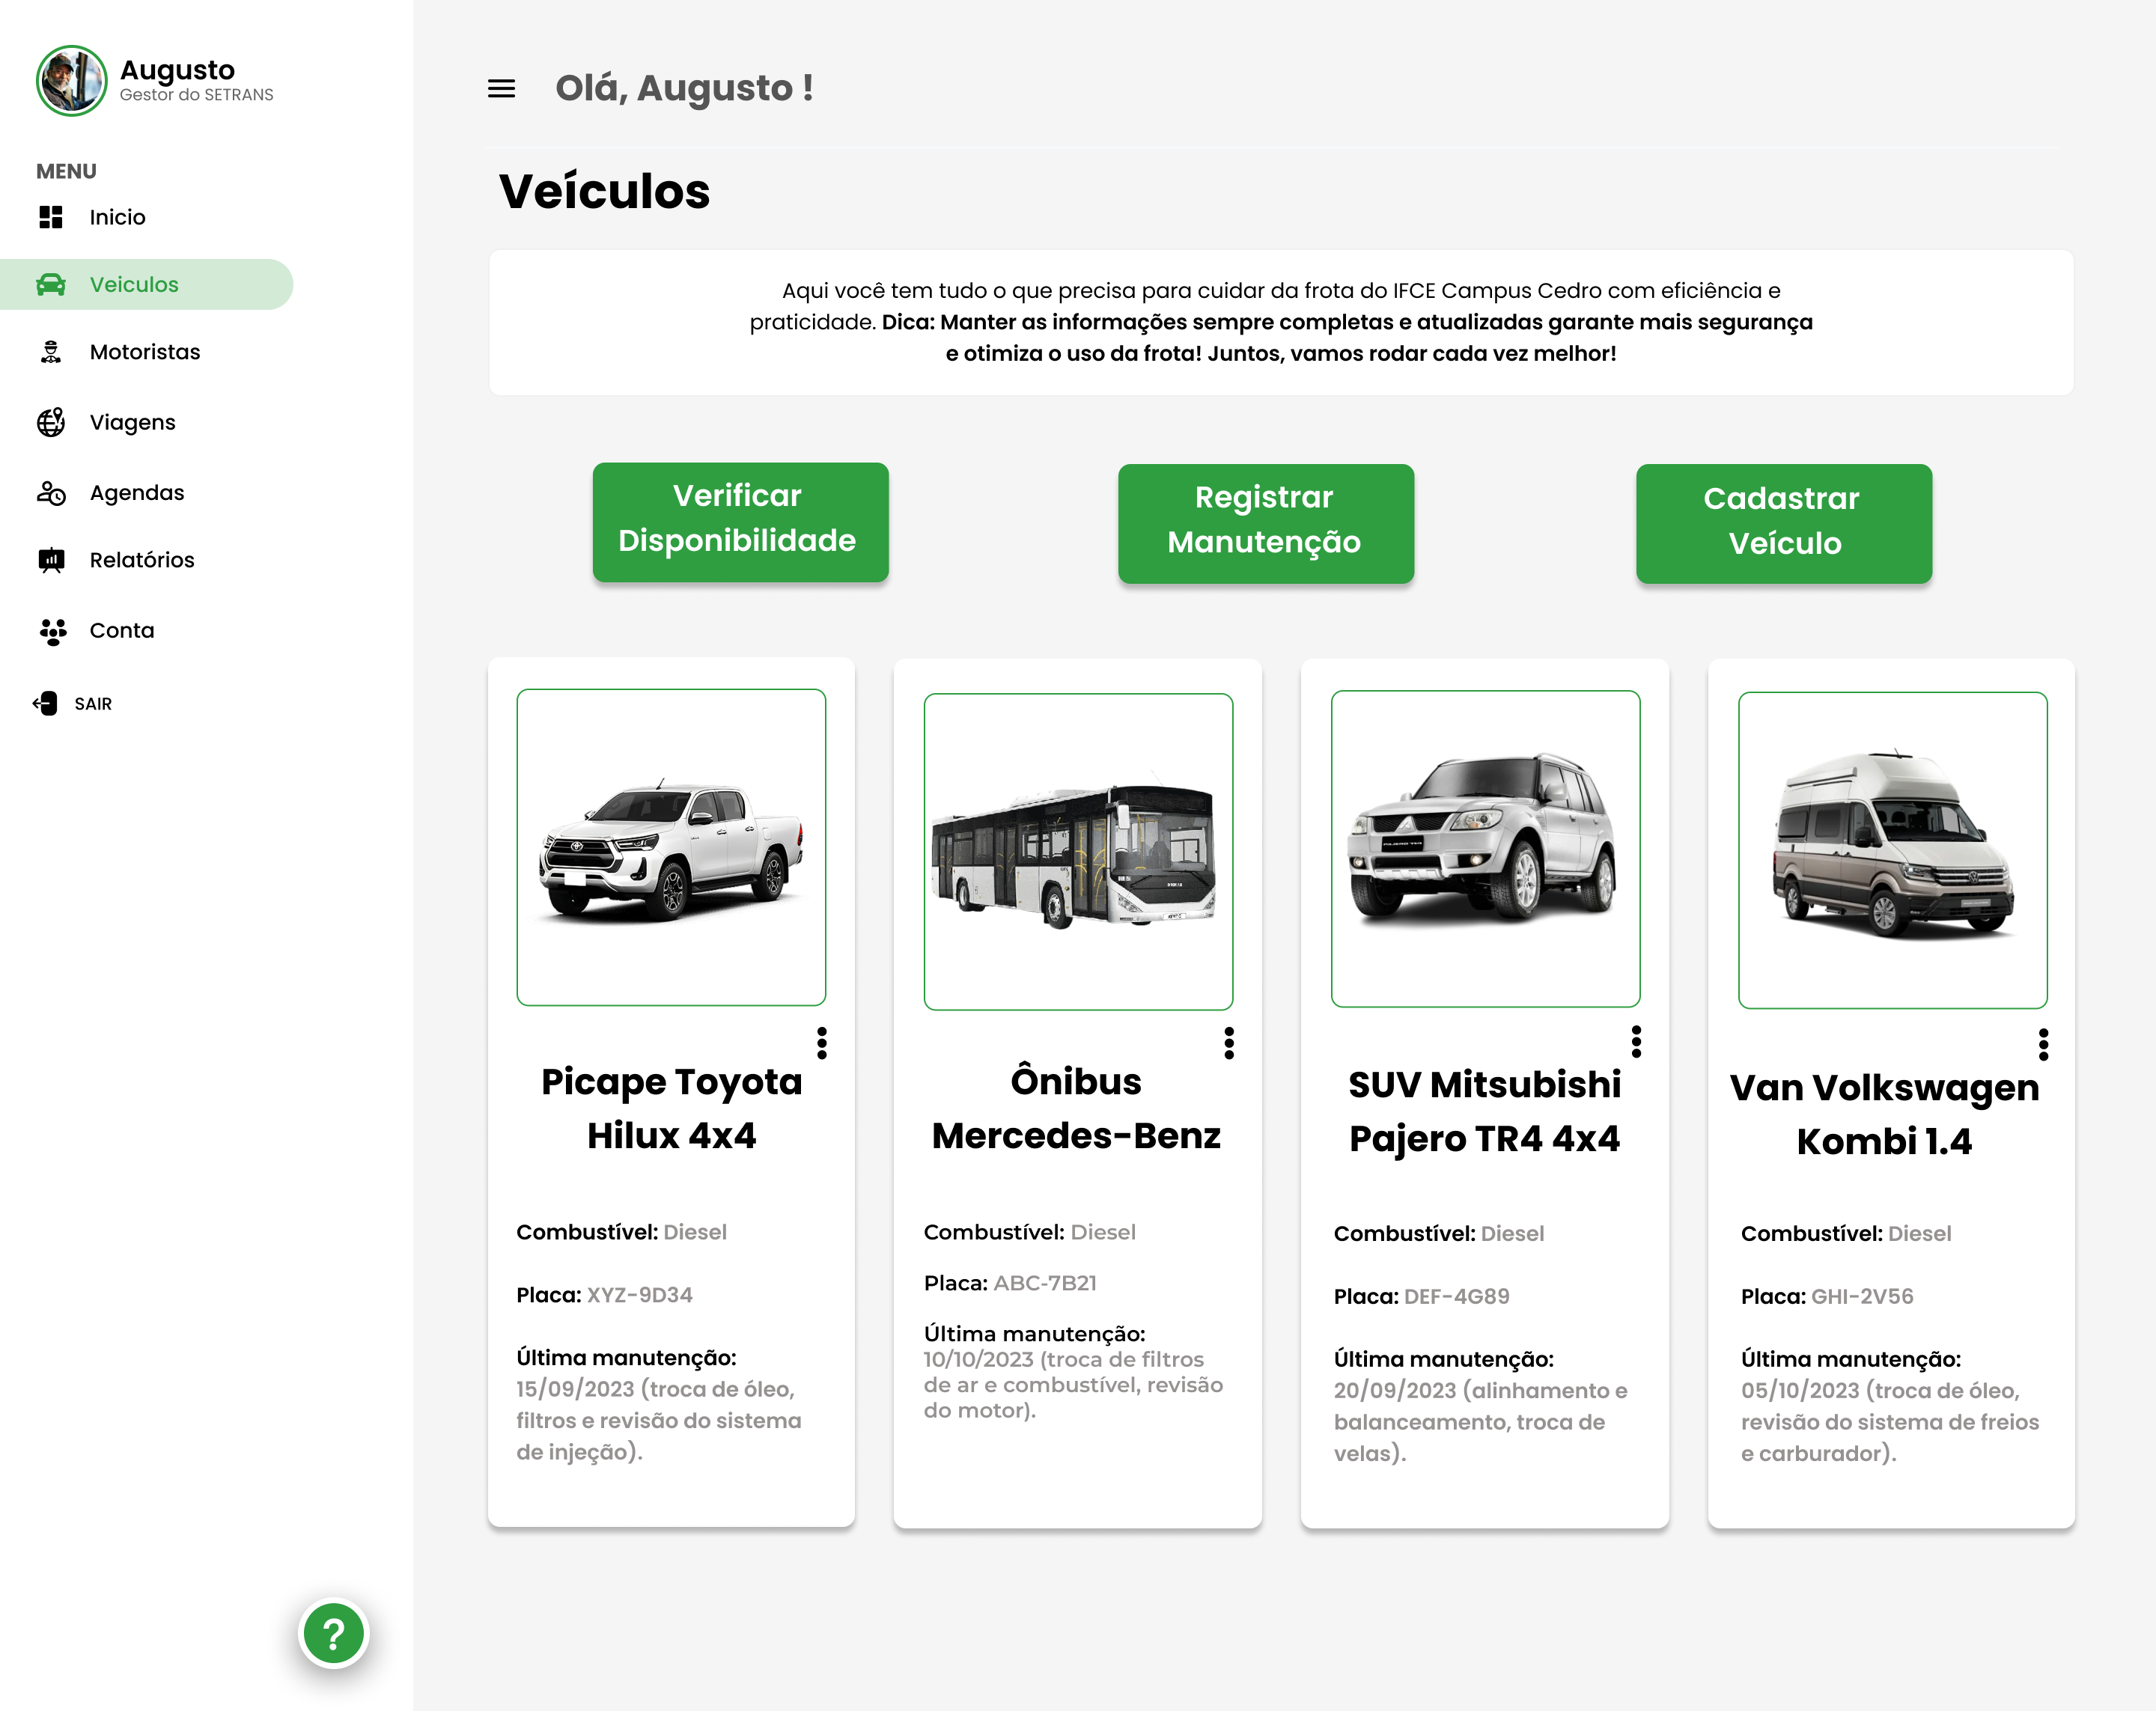 Augusto
Gestor do SETRANS
MENU
Inicio
Veiculos
Motoristas
Viagens
Agendas
Relatórios
Conta
SAIR
?
Olá, Augusto !
Veículos
Aqui você tem tudo o que precisa para cuidar da frota do IFCE Campus Cedro com eficiência e
praticidade. Dica: Manter as informações sempre completas e atualizadas garante mais segurança
e otimiza o uso da frota! Juntos, vamos rodar cada vez melhor!
Verificar
Disponibilidade
Registrar
Manutenção
Cadastrar
Veículo
Picape Toyota
Hilux 4x4
Combustível: Diesel
Placa: XYZ-9D34
Última manutenção:
15/09/2023 (troca de óleo,
filtros e revisão do sistema
de injeção).
Ônibus
Mercedes-Benz
Combustível: Diesel
Placa: ABC-7B21
Última manutenção:
10/10/2023 (troca de filtros
de ar e combustível, revisão
do motor).
PAJERO TR4
SUV Mitsubishi
Pajero TR4 4x4
Combustível: Diesel
Placa: DEF-4G89
Última manutenção:
20/09/2023 (alinhamento e
balanceamento, troca de
velas).
Van Volkswagen
Kombi 1.4
Combustível: Diesel
Placa: GHI-2V56
Última manutenção:
05/10/2023 (troca de óleo,
revisão do sistema de freios
e carburador).